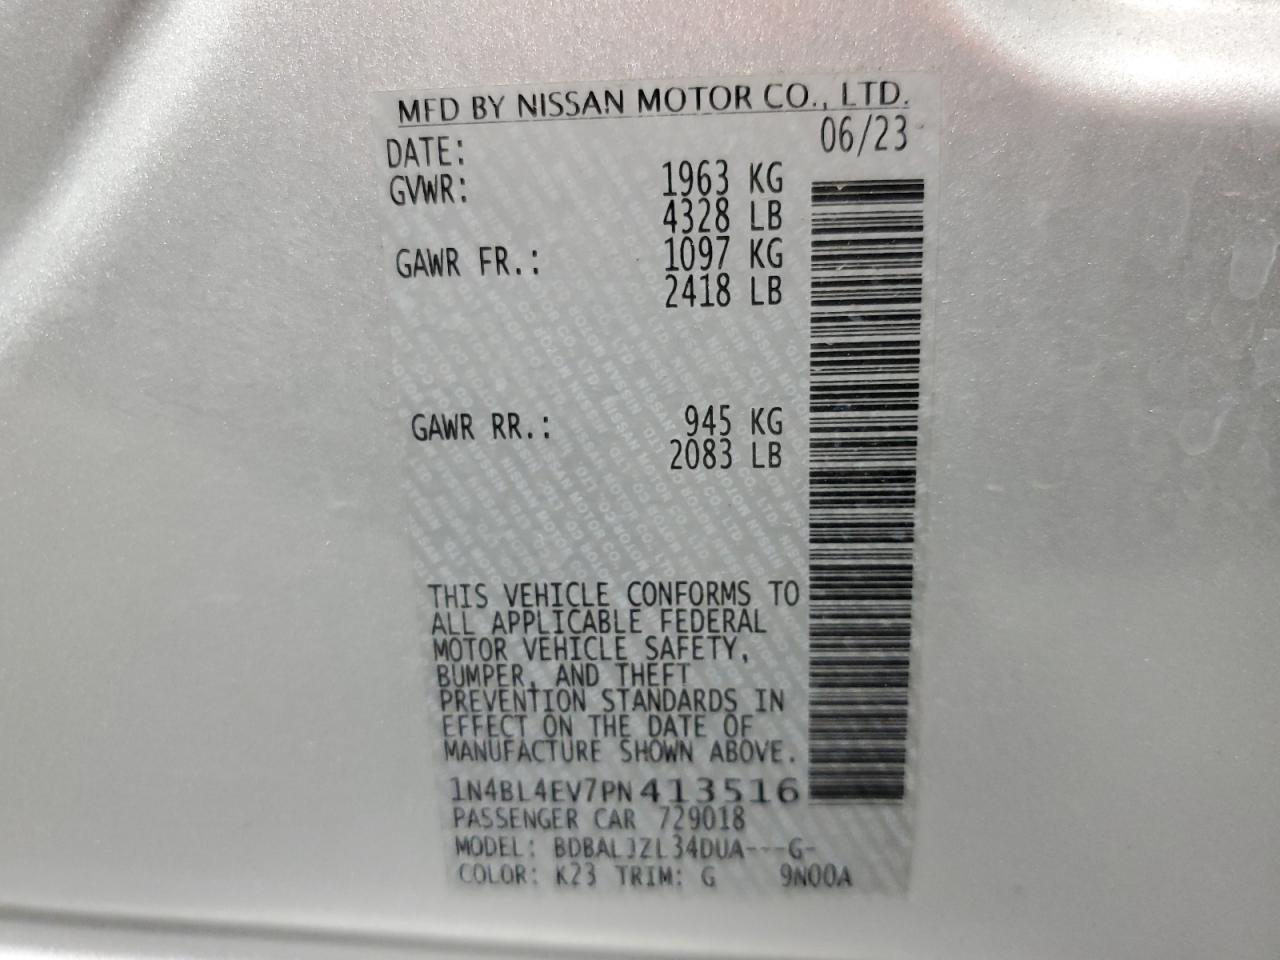 MFD BY NISSAN MOTOR CO., LTD.
DATE: 06/23
GVWR: 1963 KG
4328 LB
GAWR FR.: 1097 KG
2418 LB
GAWR RR.: 945 KG
2083 LB
THIS VEHICLE CONFORMS TO
ALL APPLICABLE FEDERAL
MOTOR VEHICLE SAFETY,
BUMPER, AND THEFT
PREVENTION STANDARDS IN
EFFECT ON THE DATE OF
MANUFACTURE SHOWN ABOVE.
1N4BL4EV7PN413516
PASSENGER CAR 729018
MODEL: BDBALJZL34DUA---G-
COLOR: K23 TRIM: G 9N00A